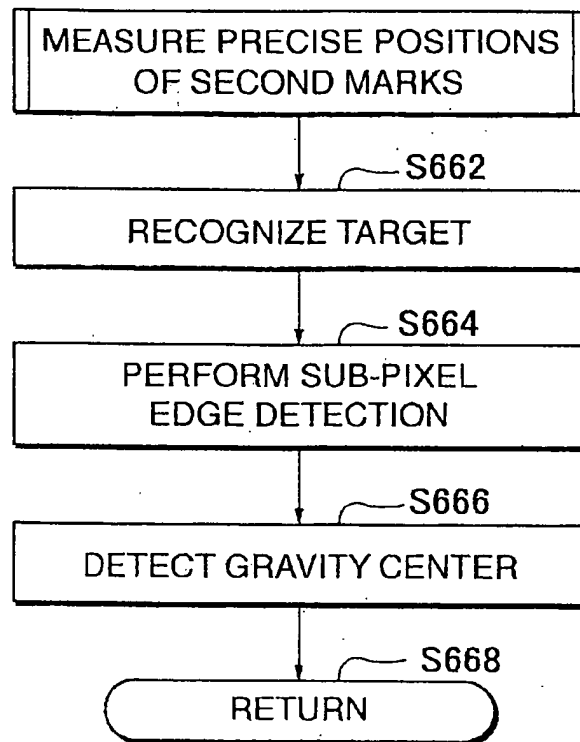 MEASURE PRECISE POSITIONS
OF SECOND MARKS
S662
RECOGNIZE TARGET
S664
PERFORM SUB-PIXEL
EDGE DETECTION
S666
DETECT GRAVITY CENTER
S668
RETURN